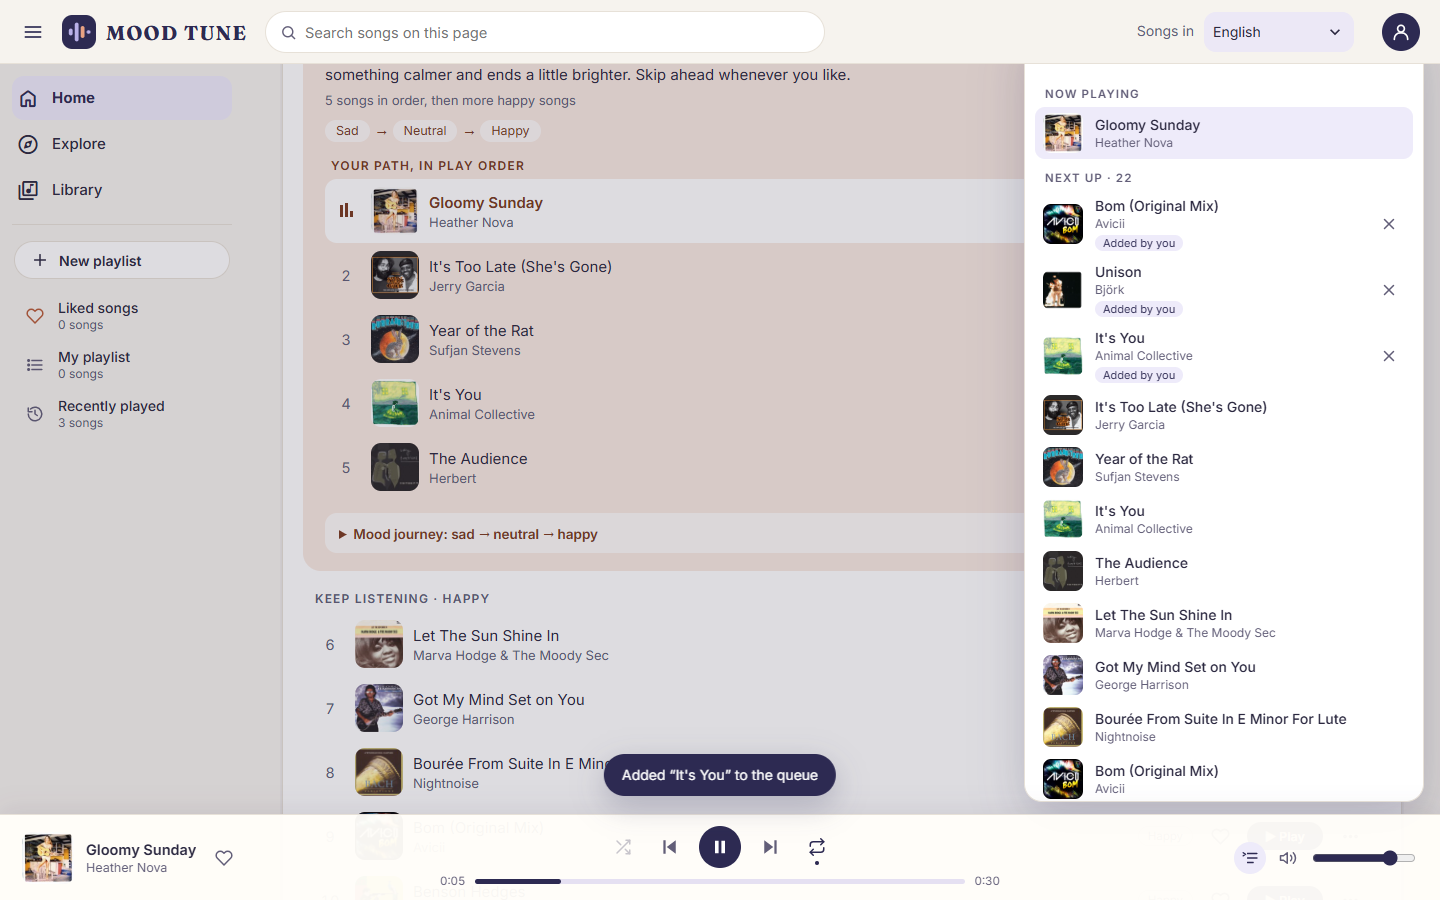 MOOD TUNE
Search songs on this page
Songs in
English
Home
Explore
Library
New playlist
Liked songs
0 songs
My playlist
0 songs
Recently played
3 songs
something calmer and ends a little brighter. Skip ahead whenever you like.
5 songs in order, then more happy songs
Sad → Neutral → Happy
YOUR PATH, IN PLAY ORDER
Gloomy Sunday
Heather Nova
2
It's Too Late (She's Gone)
Jerry Garcia
3
Year of the Rat
Sufjan Stevens
4
It's You
Animal Collective
5
The Audience
Herbert
Mood journey: sad → neutral → happy
KEEP LISTENING · HAPPY
6
Let The Sun Shine In
Marva Hodge & The Moody Sec
7
Got My Mind Set on You
George Harrison
8
Bourée From Suite In E Mino
Nightnoise
Bom (Original Mix)
Play
NOW PLAYING
Gloomy Sunday
Heather Nova
NEXT UP · 22
Bom (Original Mix)
Avicii
Added by you
Unison
Björk
Added by you
It's You
Animal Collective
Added by you
It's Too Late (She's Gone)
Jerry Garcia
Year of the Rat
Sufjan Stevens
It's You
Animal Collective
The Audience
Herbert
Let The Sun Shine In
Marva Hodge & The Moody Sec
Got My Mind Set on You
George Harrison
Bourée From Suite In E Minor For Lute
Nightnoise
Bom (Original Mix)
Avicii
Added “It's You” to the queue
Gloomy Sunday
Heather Nova
0:05
0:30